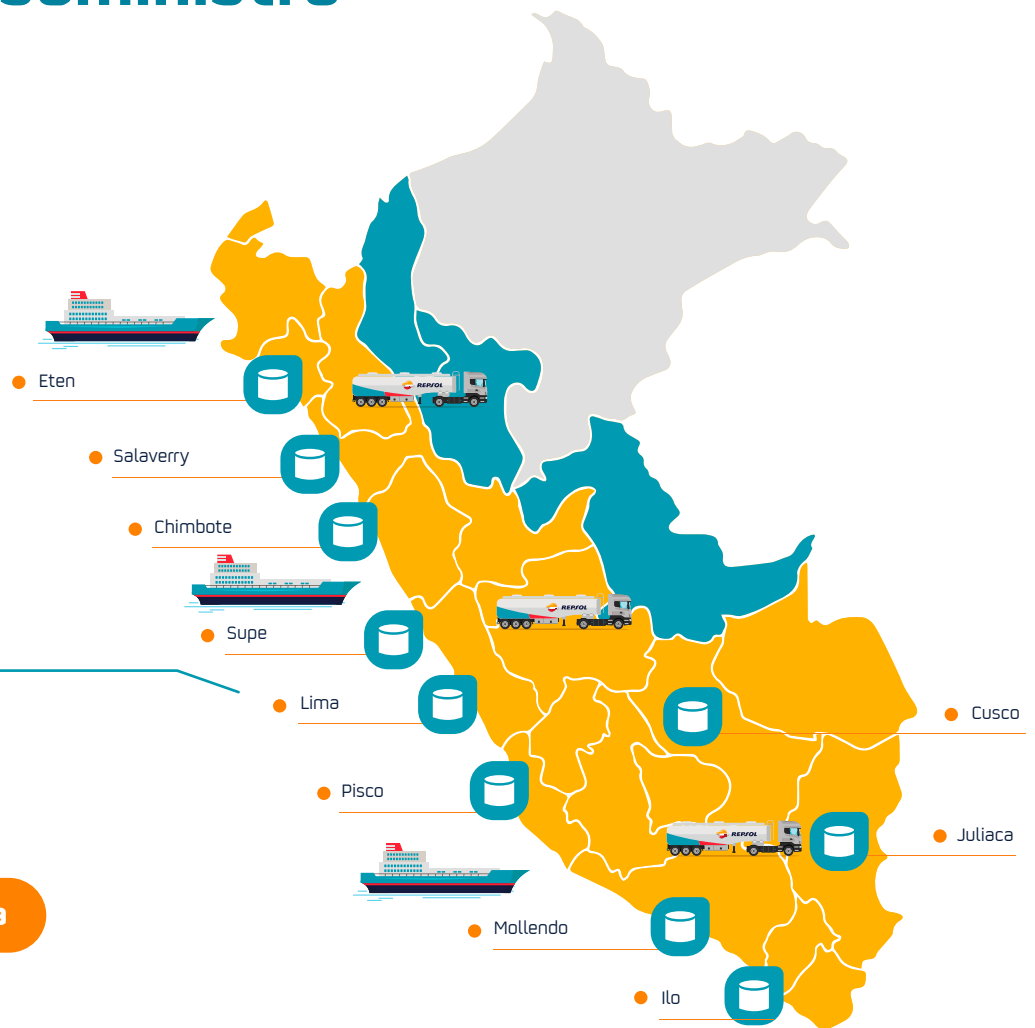 Eten
REPSOL
Salaverry
Chimbote
REPSOL
Supe
Lima
Cusco
Pisco
REPSOL
Juliaca
Mollendo
Ilo